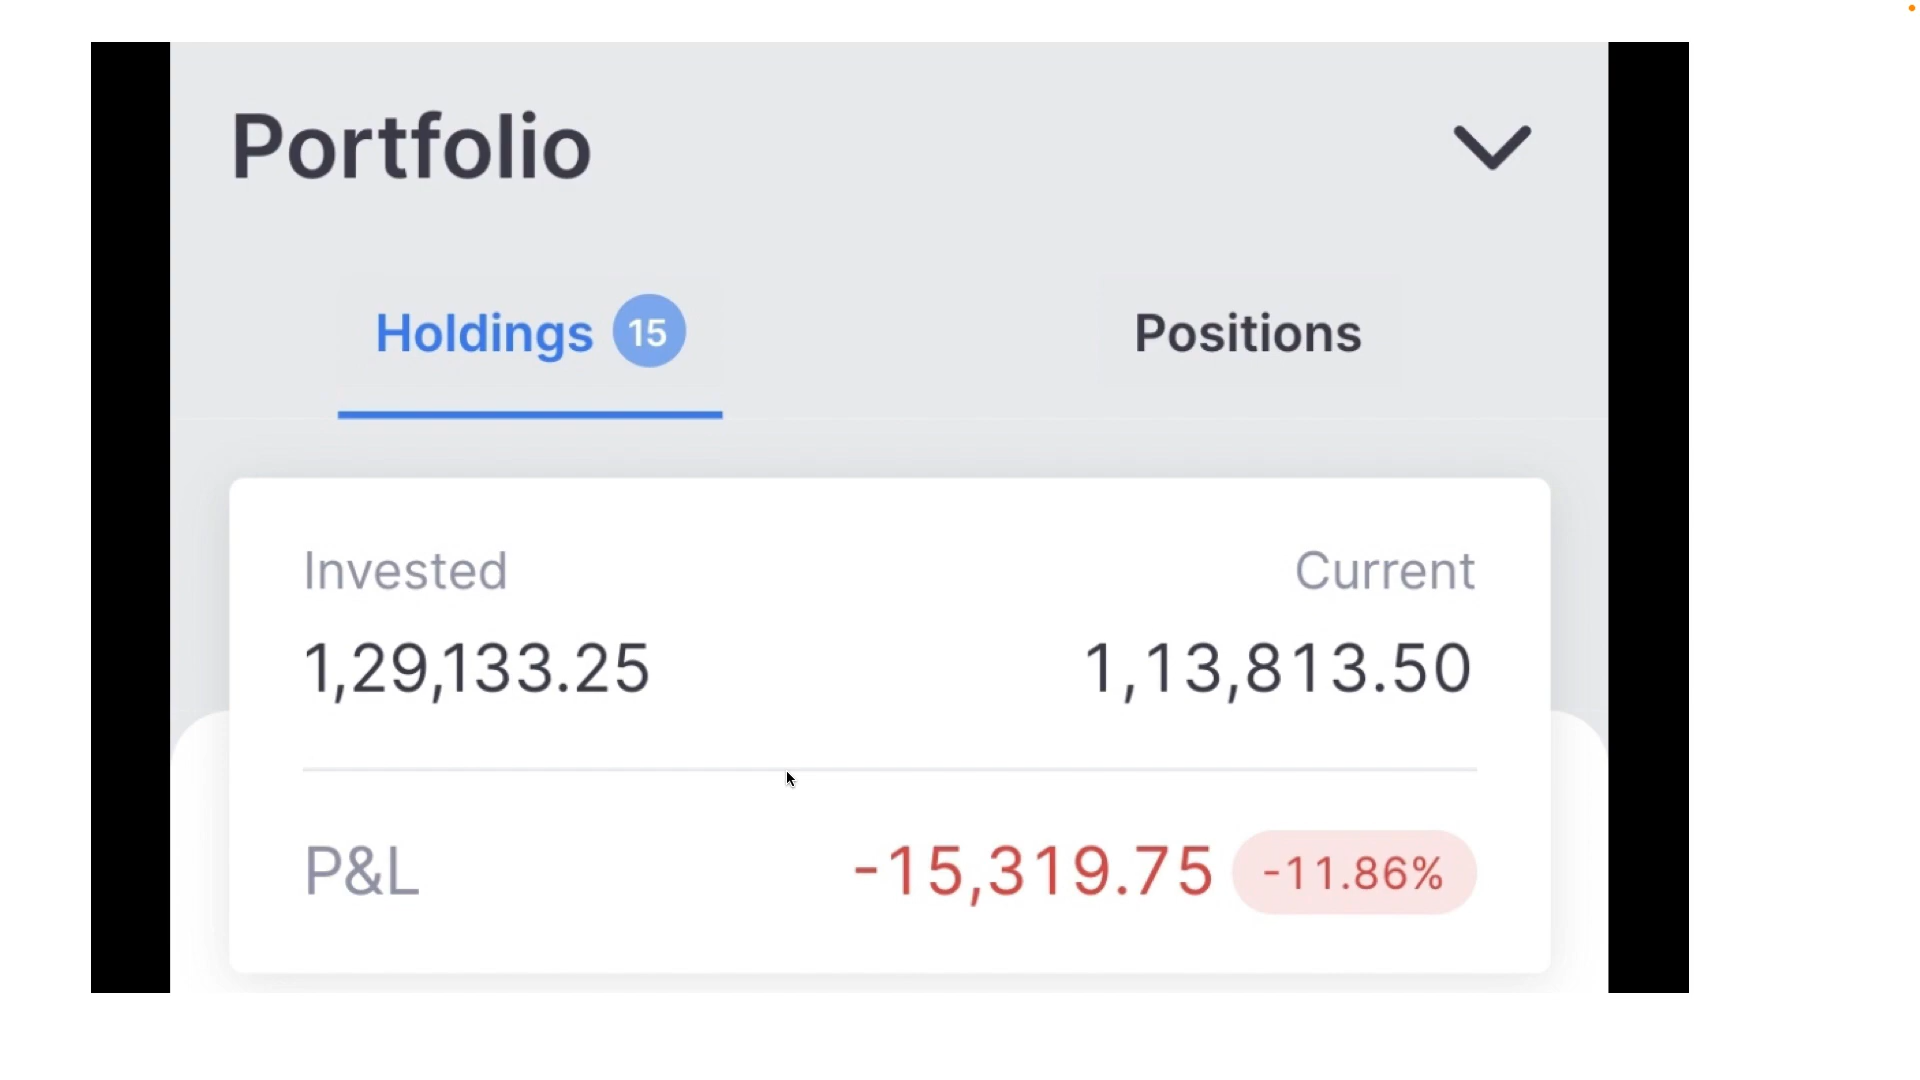 Portfolio
Holdings 15 Positions
Invested Current
1,29,133.25 1,13,813.50
P&L -15,319.75 -11.86%